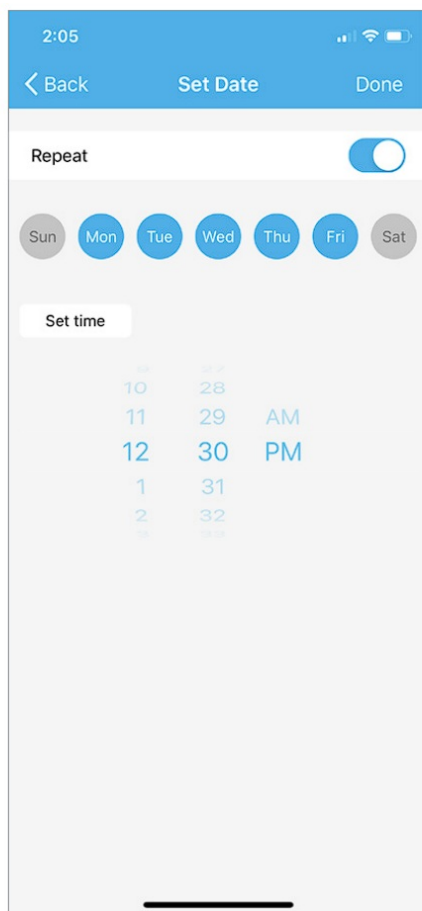 2:05
Back Set Date Done
Repeat
Sun Mon Tue Wed Thu Fri Sat
Set time
10 28
11 29 AM
12 30 PM
1 31
2 32